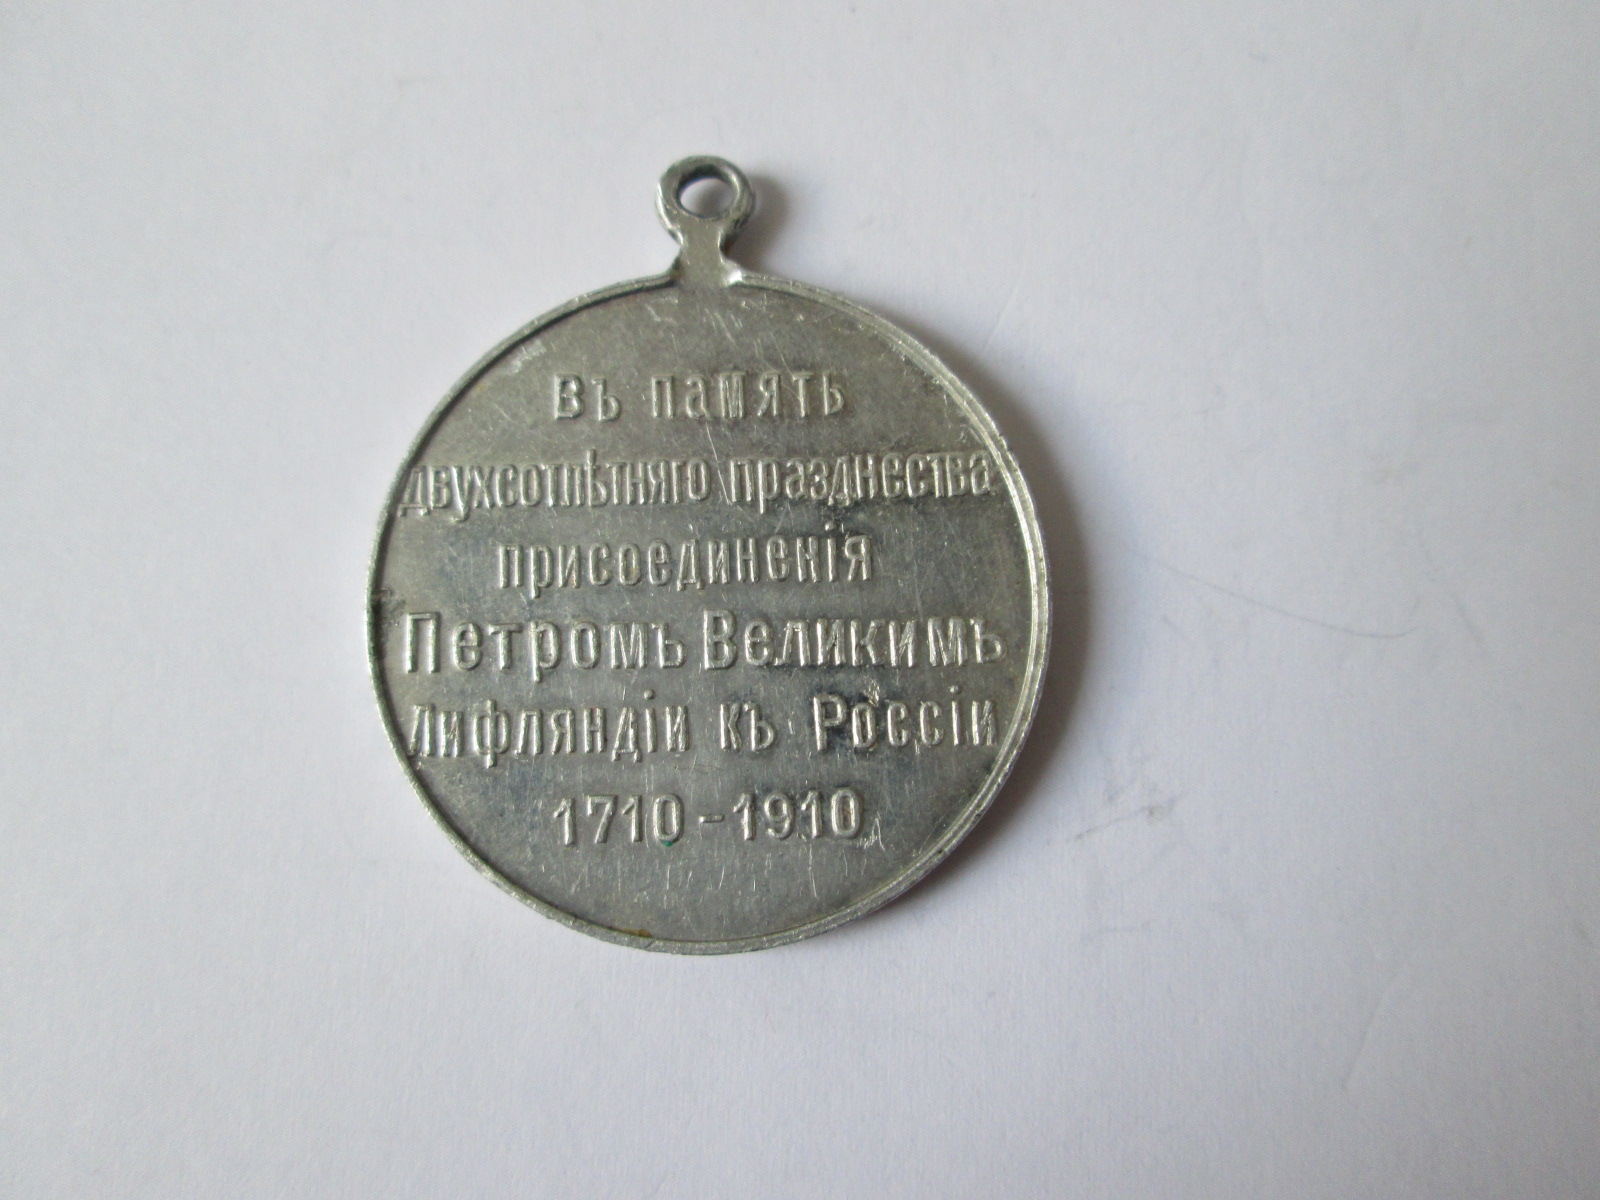 Въ память
двухсотлѣтняго празднества
присоединенія
Петромъ Великимъ
Лифляндіи къ Россіи
1710-1910